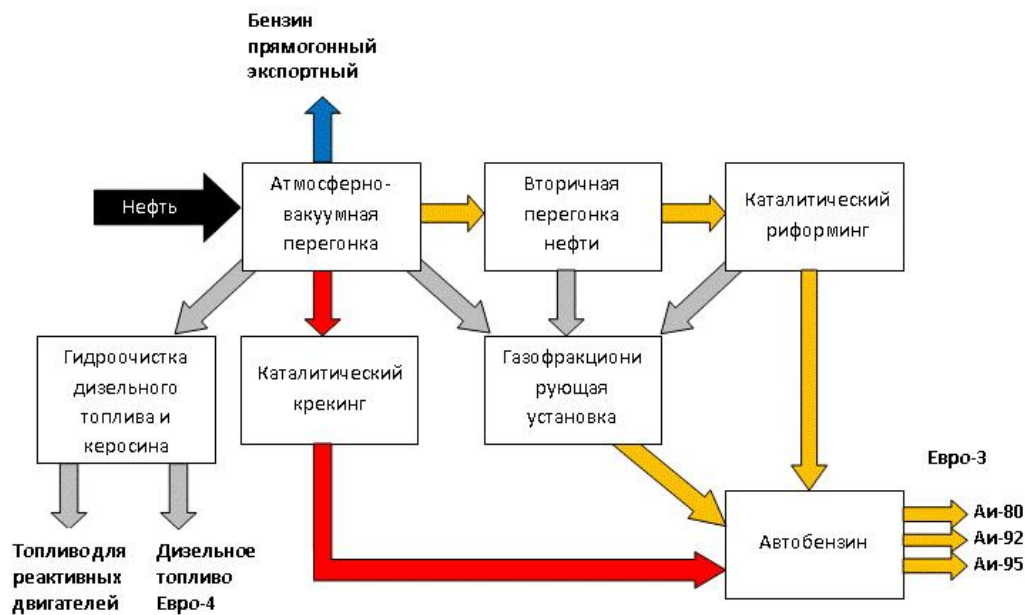 Бензин
прямогонный
экспортный
Нефть
Атмосферно-
вакуумная
перегонка
Вторичная
перегонка
нефти
Каталитический
риформинг
Гидроочистка
дизельного
топлива и
керосина
Каталитический
крекинг
Газофракциони
рующая
установка
Евро-3
Автобензин
Аи-80
Аи-92
Аи-95
Топливо для
реактивных
двигателей
Дизельное
топливо
Евро-4